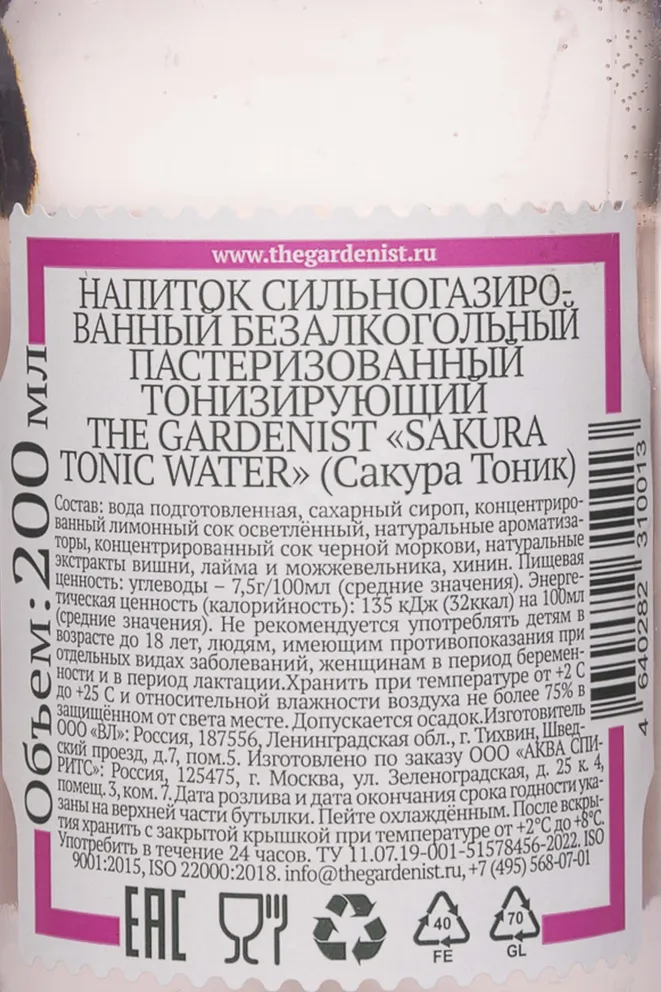 www.thegardenist.ru
НАПИТОК СИЛЬНОГАЗИРО-
ВАННЫЙ БЕЗАЛКОГОЛЬНЫЙ
ПАСТЕРИЗОВАННЫЙ
ТОНИЗИРУЮЩИЙ
THE GARDENIST «SAKURA
TONIC WATER» (Сакура Тоник)
Состав: вода подготовленная, сахарный сироп, концентриро-
ванный лимонный сок осветлённый, натуральные ароматиза-
торы, концентрированный сок черной моркови, натуральные
экстракты вишни, лайма и можжевельника, хинин. Пищевая
ценность: углеводы – 7,5г/100мл (средние значения). Энерге-
тическая ценность (калорийность): 135 кДж (32ккал) на 100мл
(средние значения). Не рекомендуется употреблять детям в
возрасте до 18 лет, людям, имеющим противопоказания при
отдельных видах заболеваний, женщинам в период беремен-
ности и в период лактации.Хранить при температуре от +2 С
до +25 С и относительной влажности воздуха не более 75% в
защищённом от света месте. Допускается осадок.Изготовитель
ООО «ВЛ»: Россия, 187556, Ленинградская обл., г. Тихвин, Швед-
ский проезд, д.7, пом.5. Изготовлено по заказу ООО «АКВА СПИ-
РИТС»: Россия, 125475, г. Москва, ул. Зеленоградская, д. 25 к. 4,
помещ. 3, ком. 7. Дата розлива и дата окончания срока годности ука-
заны на верхней части бутылки. Пейте охлаждённым. После вскры-
тия хранить с закрытой крышкой при температуре от +2°С до +8°С.
Употребить в течение 24 часов. ТУ 11.07.19-001-51578456-2022. ISO
9001:2015, ISO 22000:2018. info@thegardenist.ru, +7 (495) 568-07-01
Объем: 200 мл
4 640282 310013
EAC
40
FE
70
GL